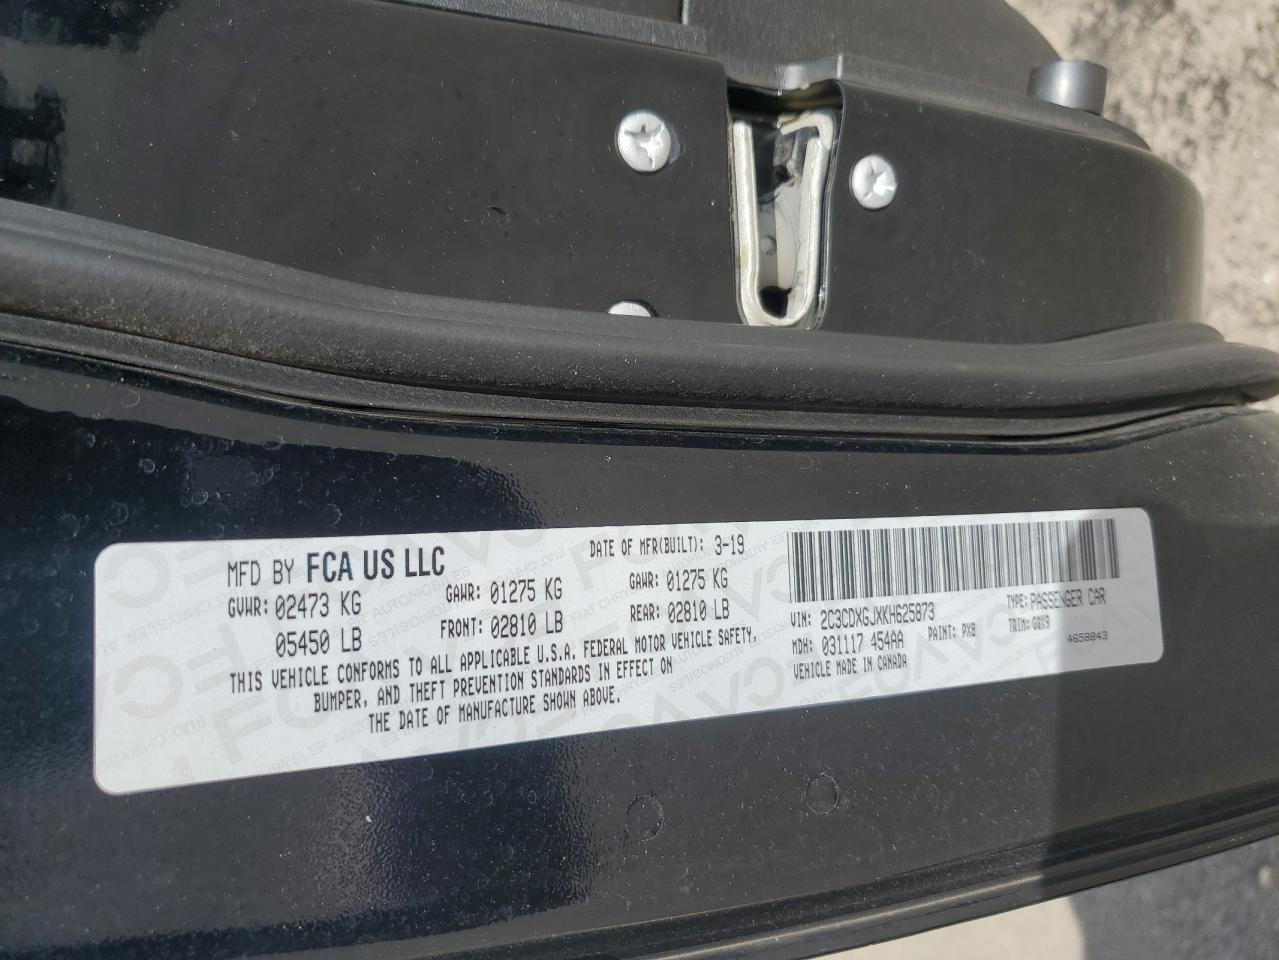 MFD BY FCA US LLC
DATE OF MFR(BUILT): 3-19
GVWR: 02473 KG
05450 LB
GAWR: 01275 KG
FRONT: 02810 LB
GAWR: 01275 KG
REAR: 02810 LB
THIS VEHICLE CONFORMS TO ALL APPLICABLE U.S.A. FEDERAL MOTOR VEHICLE SAFETY,
BUMPER, AND THEFT PREVENTION STANDARDS IN EFFECT ON
THE DATE OF MANUFACTURE SHOWN ABOVE.
VIN: 2C3CDXGJXKH625873
TYPE: PASSENGER CAR
MDH: 031117 454AA
PAINT: PX8
TRIM: GQX9
VEHICLE MADE IN CANADA
4658843